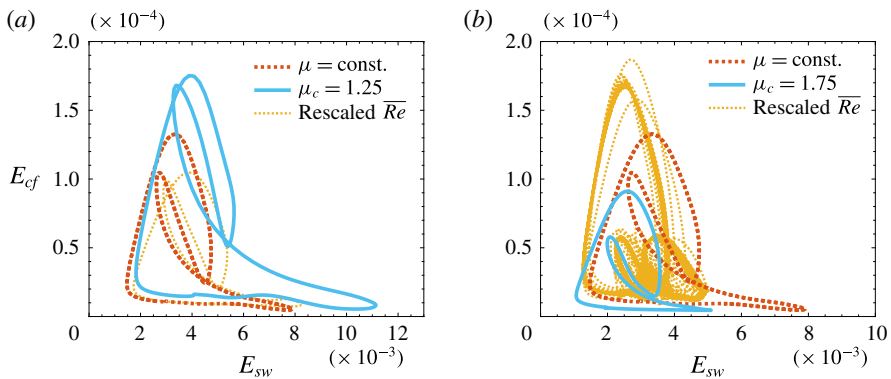 (a) (× 10⁻⁴)
2.0
1.5
1.0
0.5
0
E_cf
μ = const.
μ_c = 1.25
Rescaled R̅e̅
2 4 6 8 10 12
E_sw (× 10⁻³)
(b) (× 10⁻⁴)
2.0
1.5
1.0
0.5
μ = const.
μ_c = 1.75
Rescaled R̅e̅
0 2 4 6 8 10
E_sw (× 10⁻³)